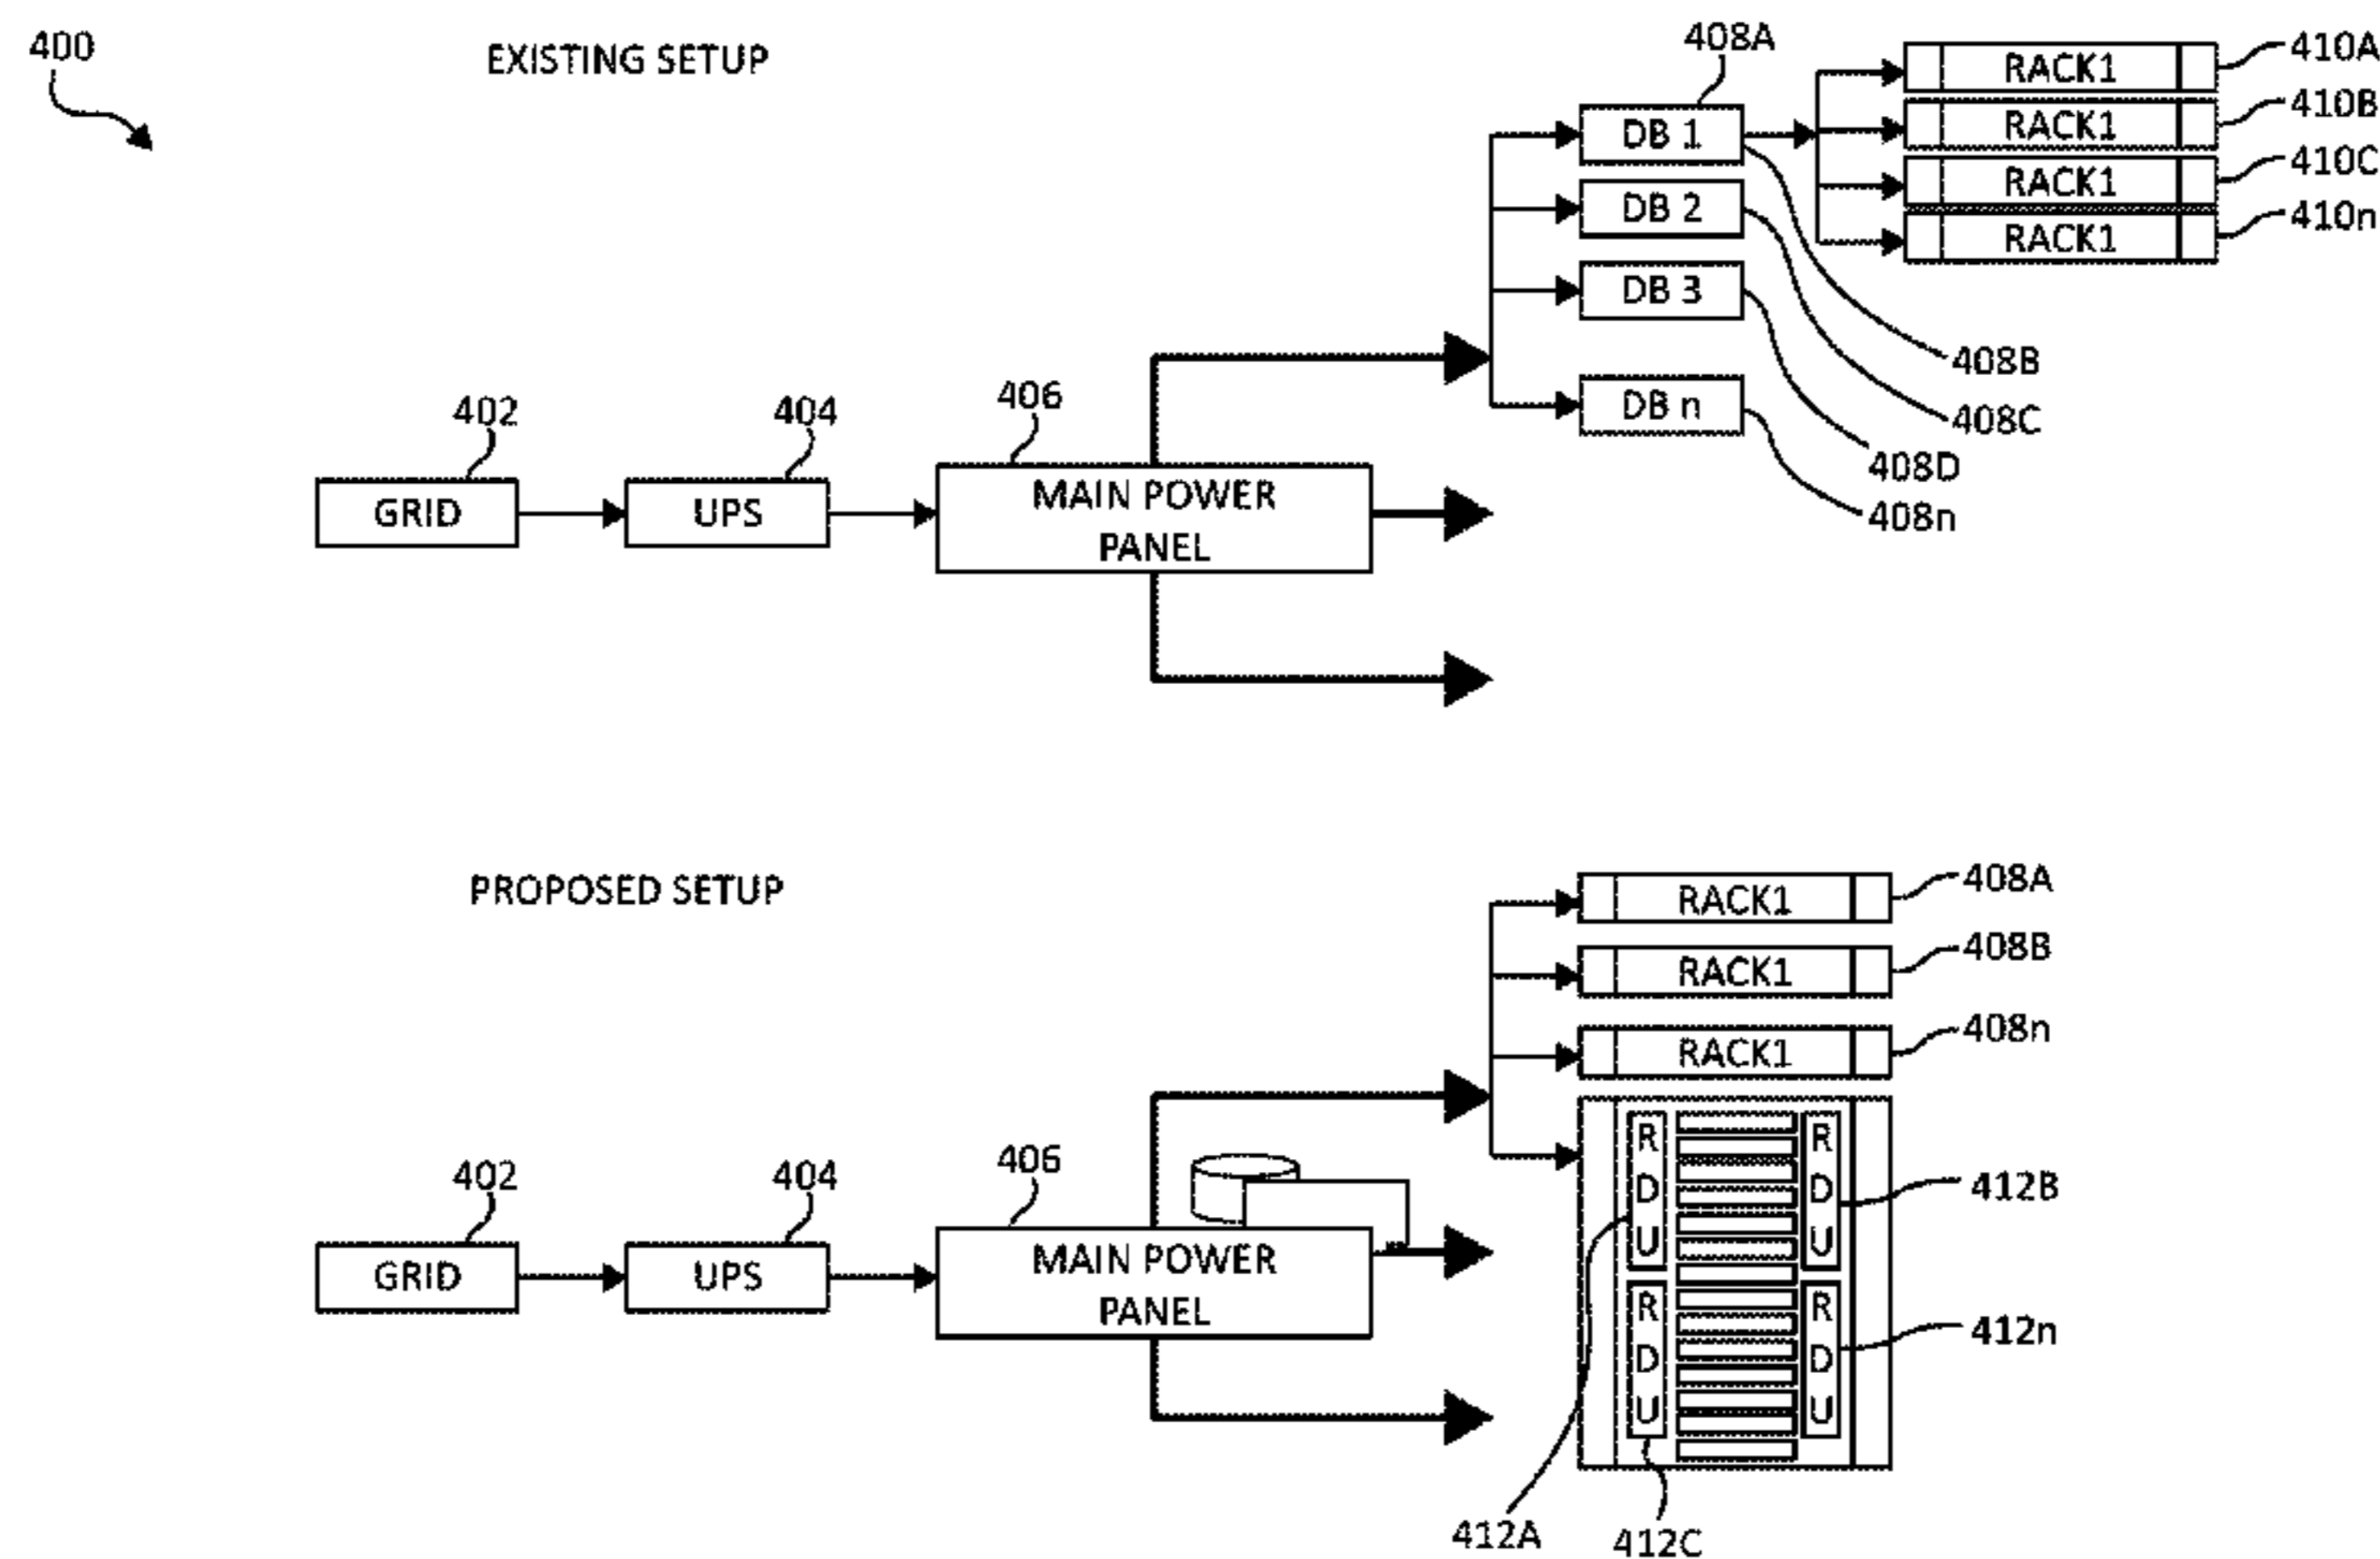 400
EXISTING SETUP
408A
410A
RACK1
410B
RACK1
410C
RACK1
410n
RACK1
DB 1
DB 2
DB 3
DB n
408B
408C
408D
408n
402
404
406
GRID
UPS
MAIN POWER
PANEL
PROPOSED SETUP
RACK1
408A
RACK1
408B
RACK1
408n
402
404
406
GRID
UPS
MAIN POWER
PANEL
R
D
U
R
D
U
412B
R
D
U
R
D
U
412n
412A
412C